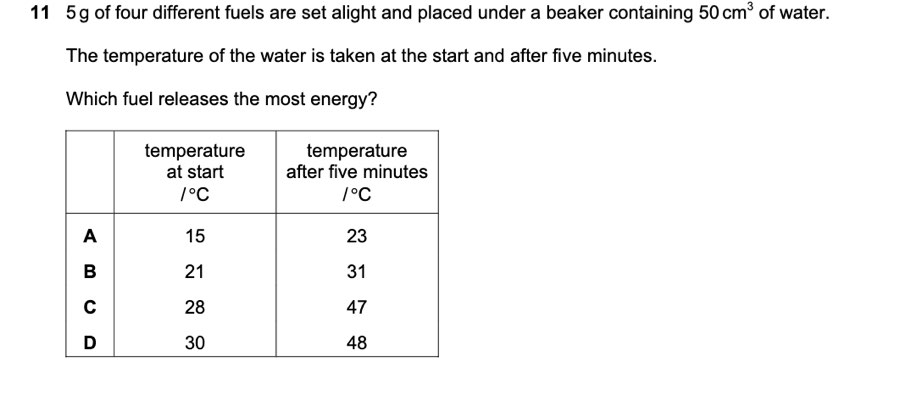 11 5 g of four different fuels are set alight and placed under a beaker containing 50 cm³ of water.
The temperature of the water is taken at the start and after five minutes.
Which fuel releases the most energy?
temperature at start /°C temperature after five minutes /°C
A 15 23
B 21 31
C 28 47
D 30 48